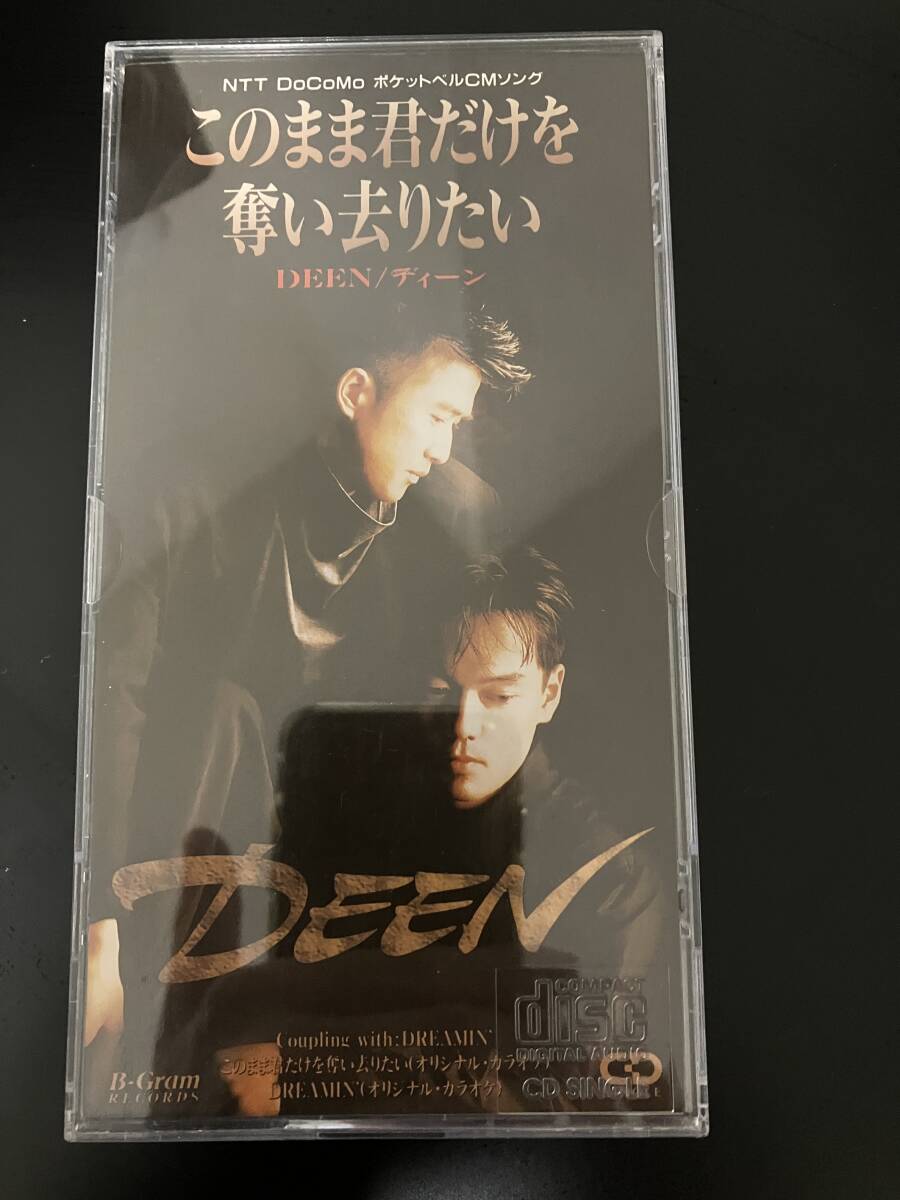 NTT DoCoMo ポケットベルCMソング
このまま君だけを
奪い去りたい
DEEN/ディーン
DEEN
Coupling with:DREAMIN'
このまま君だけを奪い去りたい(オリジナル・カラオケ)
DREAMIN'(オリジナル・カラオケ)
B-Gram
RECORDS
COMPACT
disc
DIGITAL AUDIO
CD SINGLE